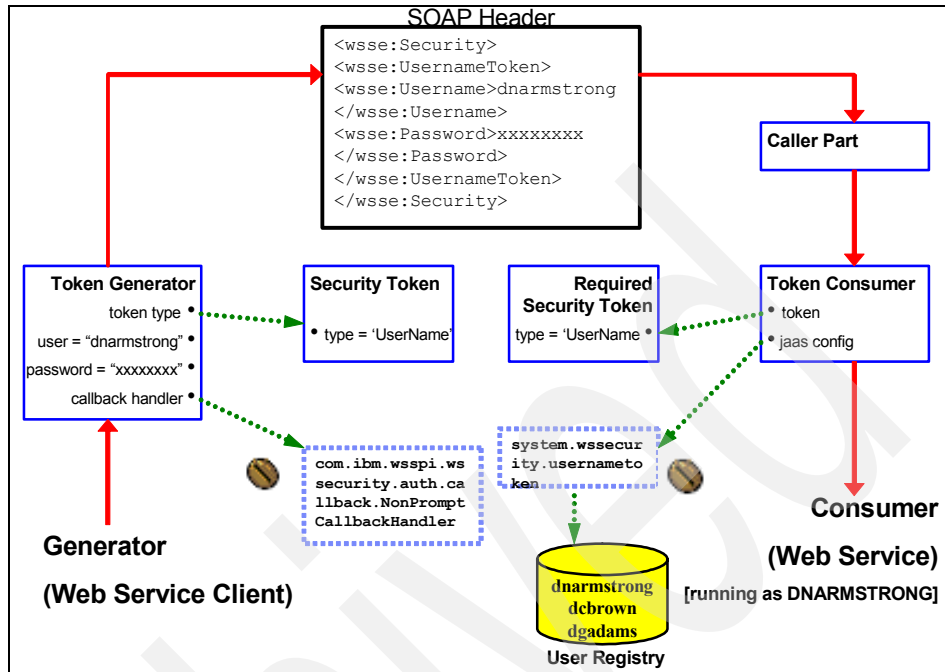 SOAP Header
<wsse:Security>
<wsse:UsernameToken>
<wsse:Username>dnarmstrong
</wsse:Username>
<wsse:Password>xxxxxxxx
</wsse:Password>
</wsse:UsernameToken>
</wsse:Security>
Caller Part
Token Generator
token type •
user = “dnarmstrong” •
password = “xxxxxxxx” •
callback handler •
Security Token
• type = ‘UserName’
Required
Security Token
type = ‘UserName •
Token Consumer
• token
• jaas config
com.ibm.wsspi.ws
security.auth.ca
llback.NonPrompt
CallbackHandler
system.wssecur
ity.usernameto
ken
Generator
(Web Service Client)
dnarmstrong
dcbrown
dgadams
User Registry
Consumer
(Web Service)
[running as DNARMSTRONG]